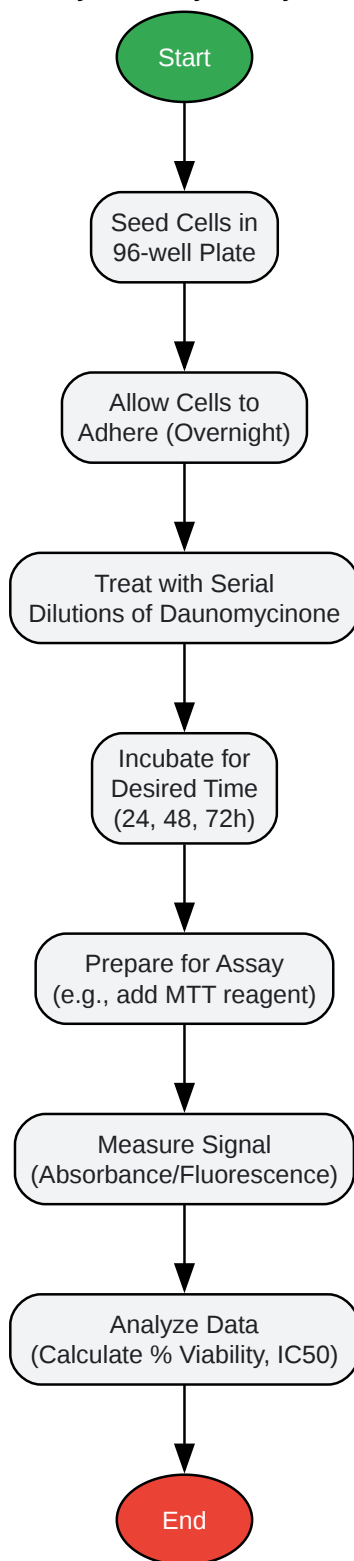 Start
Seed Cells in
96-well Plate
Allow Cells to
Adhere (Overnight)
Treat with Serial
Dilutions of Daunomycinone
Incubate for
Desired Time
(24, 48, 72h)
Prepare for Assay
(e.g., add MTT reagent)
Measure Signal
(Absorbance/Fluorescence)
Analyze Data
(Calculate % Viability, IC50)
End